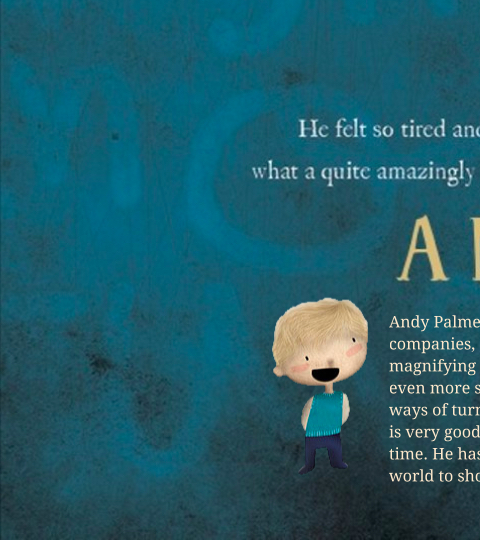 He felt so tired and
what a quite amazingly
A
Andy Palme
companies,
magnifying
even more s
ways of turn
is very good
time. He has
world to sho